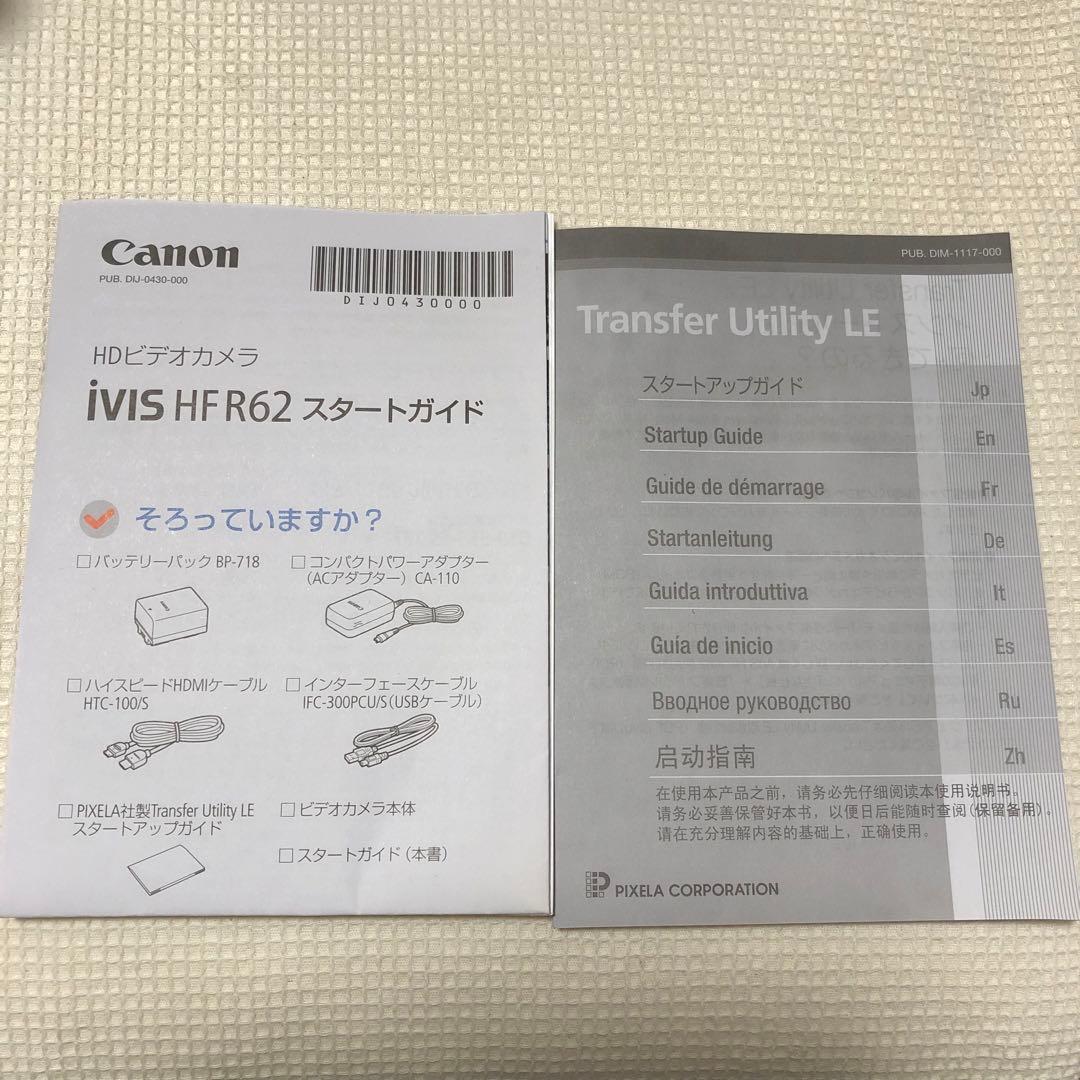 Canon
PUB. DIJ-0430-000
DIJ0430000
HDビデオカメラ
iVIS HF R62 スタートガイド
そろっていますか？
□ バッテリーパック BP-718
□ コンパクトパワーアダプター
（ACアダプター）CA-110
□ ハイスピードHDMIケーブル
HTC-100/S
□ インターフェースケーブル
IFC-300PCU/S（USBケーブル）
□ PIXELA社製Transfer Utility LE
スタートアップガイド
□ ビデオカメラ本体
□ スタートガイド（本書）
PUB. DIM-1117-000
Transfer Utility LE
スタートアップガイド Jp
Startup Guide En
Guide de démarrage Fr
Startanleitung De
Guida introduttiva It
Guía de inicio Es
Вводное руководство Ru
启动指南 Zh
在使用本产品之前，请务必先仔细阅读本使用说明书。
请务必妥善保管好本书，以便日后能随时查阅（保留备用）。
请在充分理解内容的基础上，正确使用。
PIXELA CORPORATION